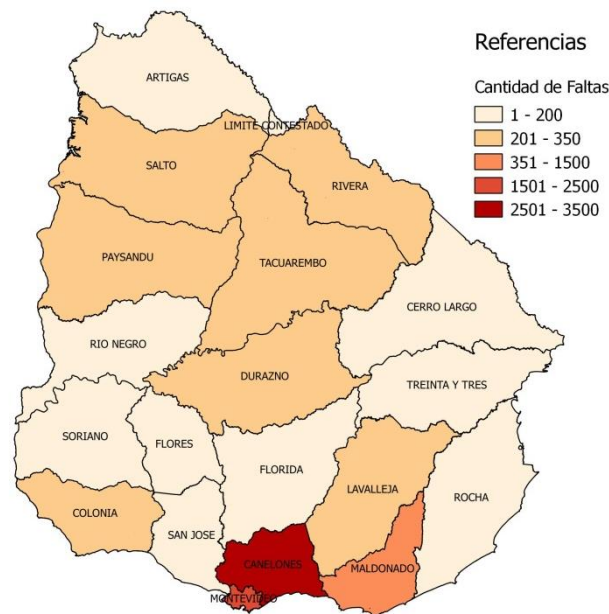 Referencias
Cantidad de Faltas
1 - 200
201 - 350
351 - 1500
1501 - 2500
2501 - 3500
ARTIGAS
LIMITE CONTESTADO
SALTO
RIVERA
PAYSANDU
TACUAREMBO
CERRO LARGO
RIO NEGRO
DURAZNO
TREINTA Y TRES
SORIANO
FLORES
FLORIDA
LAVALLEJA
ROCHA
COLONIA
SAN JOSE
CANELONES
MALDONADO
MONTEVIDEO